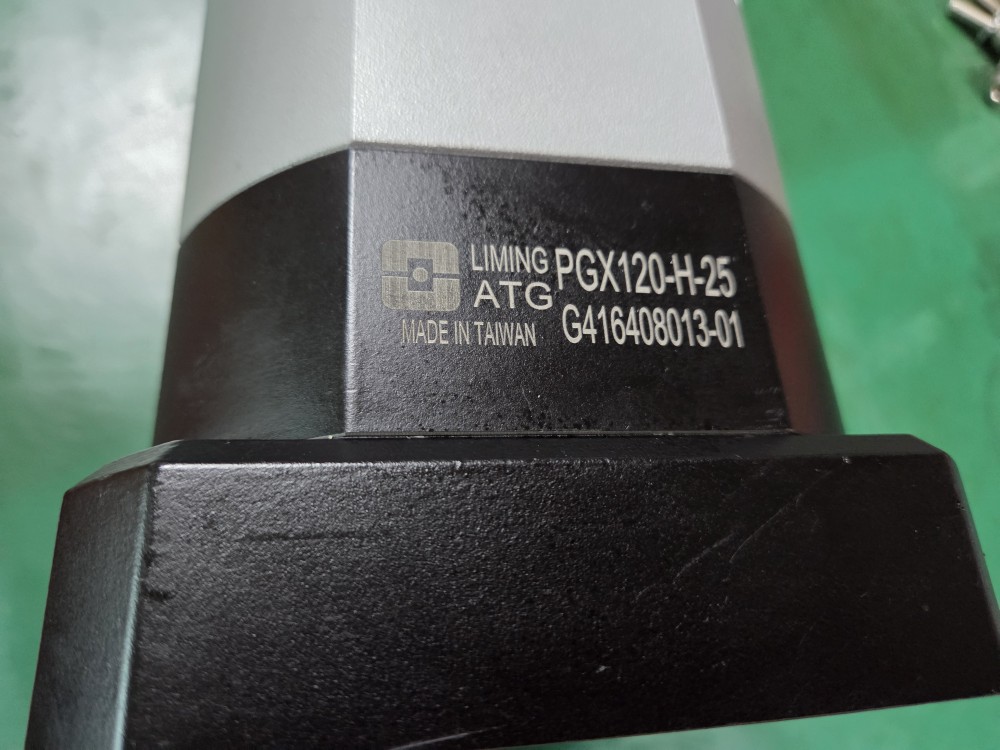 LIMING
ATG
MADE IN TAIWAN
PGX120-H-25
G416408013-01